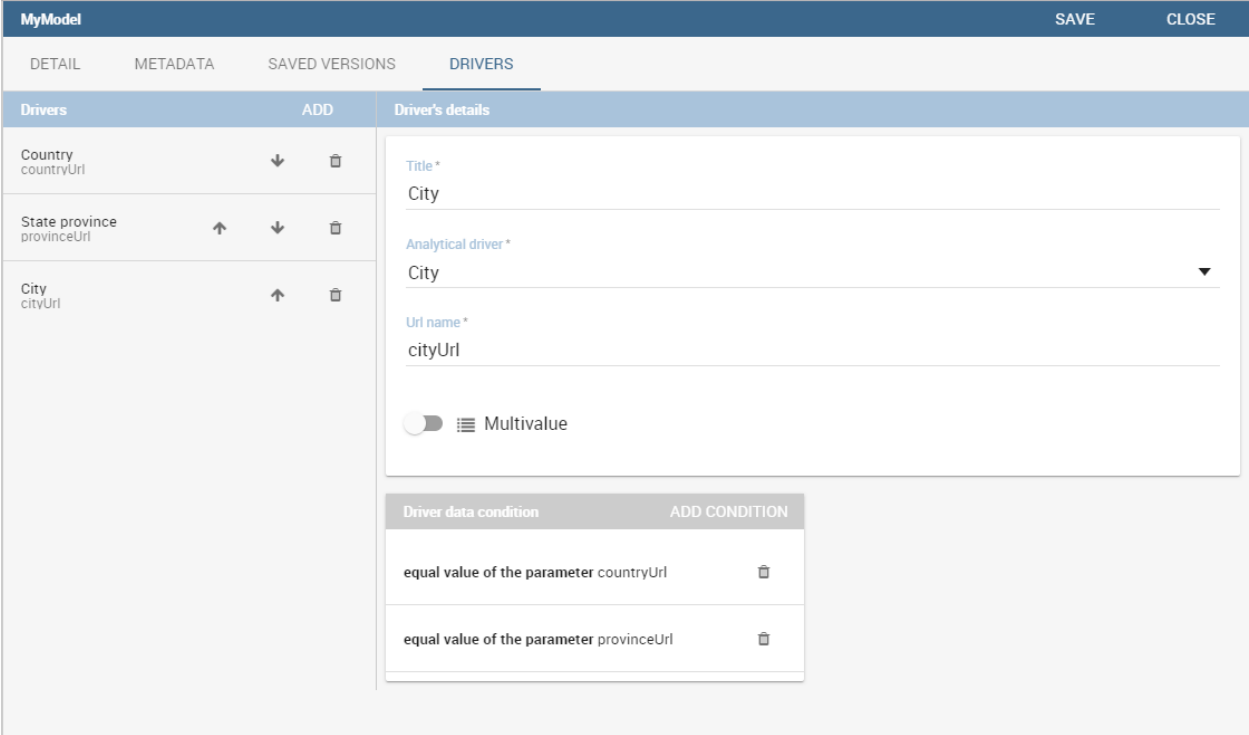 MyModel SAVE CLOSE
DETAIL METADATA SAVED VERSIONS DRIVERS
Drivers ADD
Country
countryUrl
State province
provinceUrl
City
cityUrl
Driver's details
Title *
City
Analytical driver *
City
Url name *
cityUrl
Multivalue
Driver data condition ADD CONDITION
equal value of the parameter countryUrl
equal value of the parameter provinceUrl